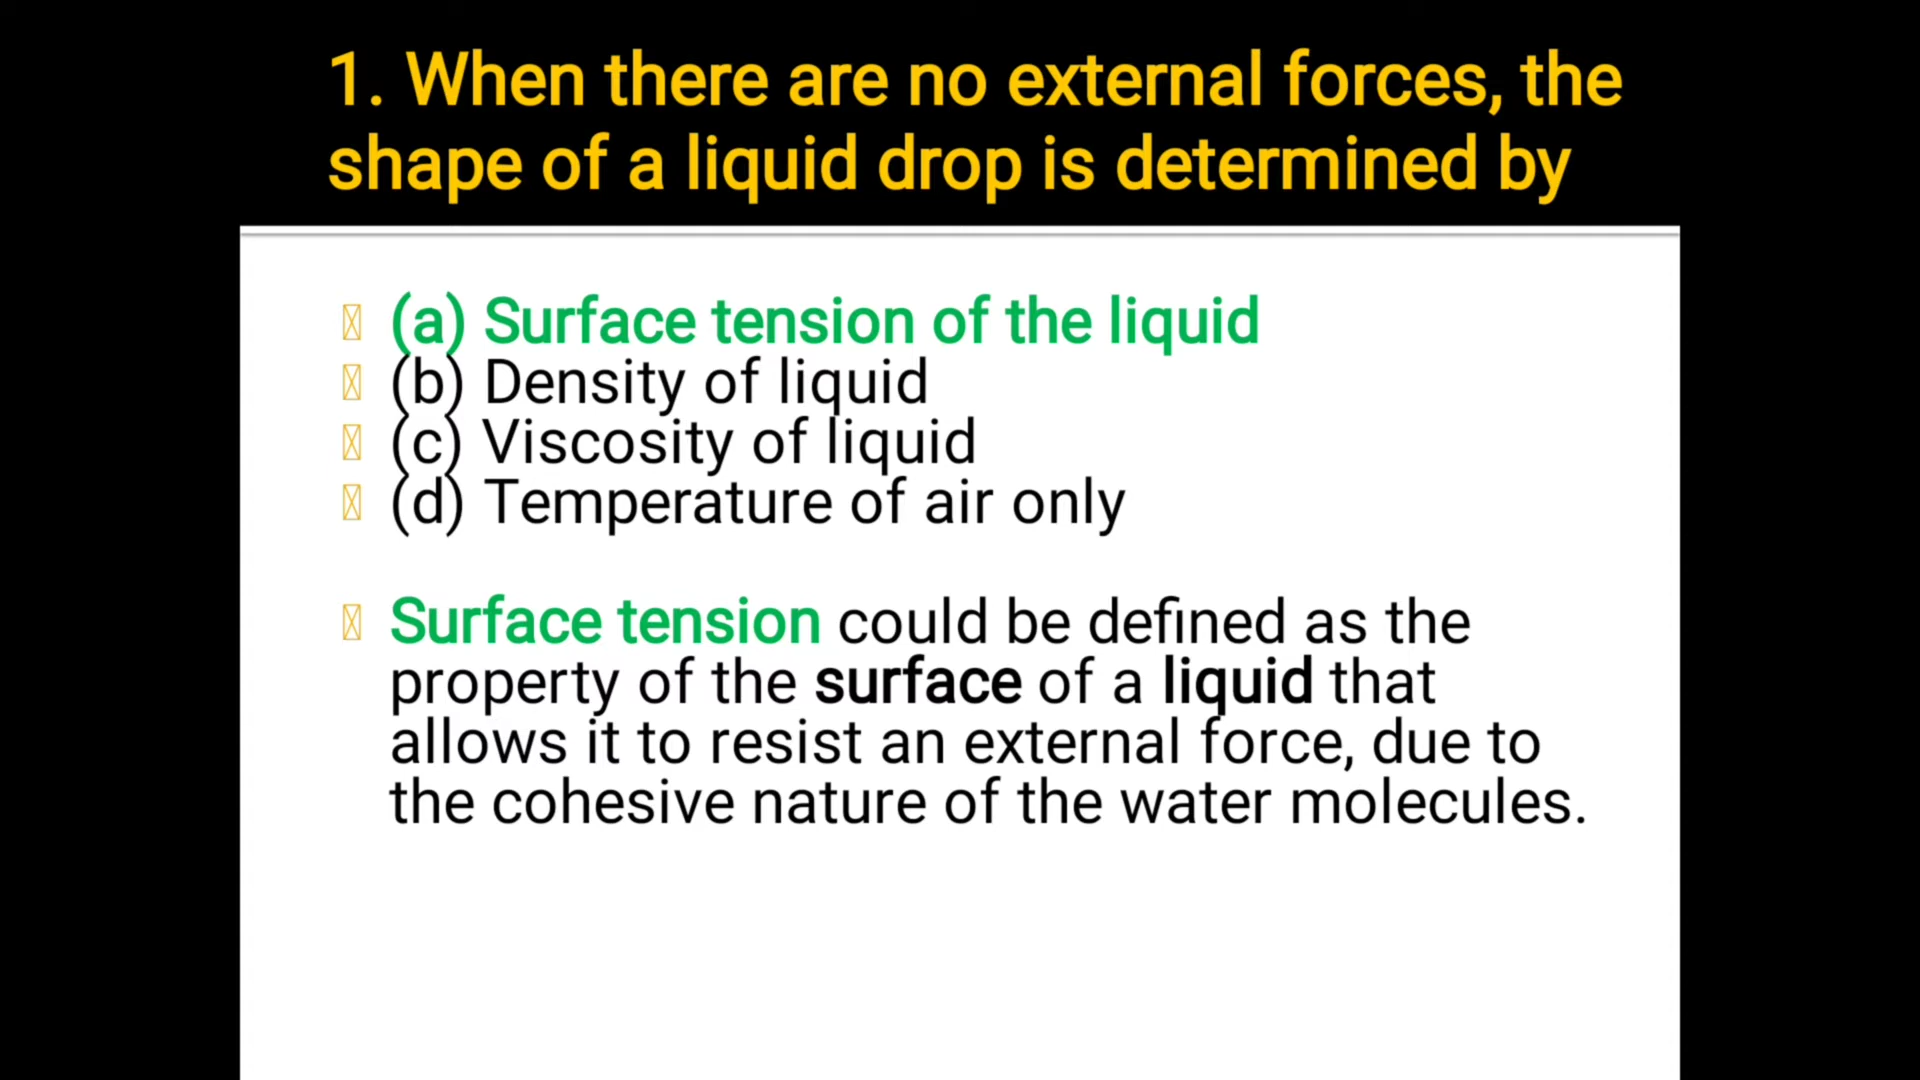 1. When there are no external forces, the
shape of a liquid drop is determined by
(a) Surface tension of the liquid
(b) Density of liquid
(c) Viscosity of liquid
(d) Temperature of air only
Surface tension could be defined as the
property of the surface of a liquid that
allows it to resist an external force, due to
the cohesive nature of the water molecules.